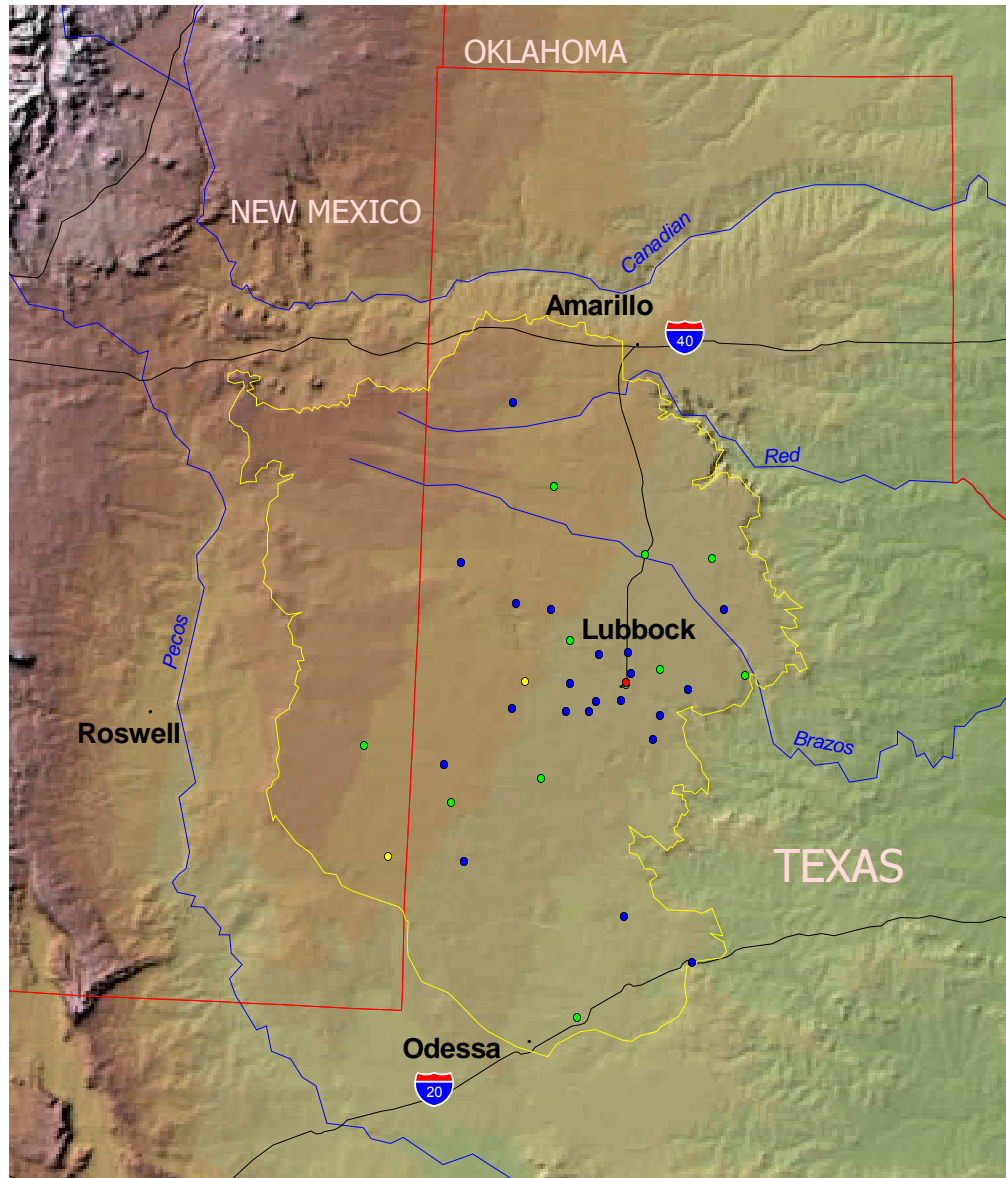 OKLAHOMA
NEW MEXICO
Canadian
Amarillo
40
Red
Lubbock
Pecos
Roswell
Brazos
TEXAS
Odessa
20